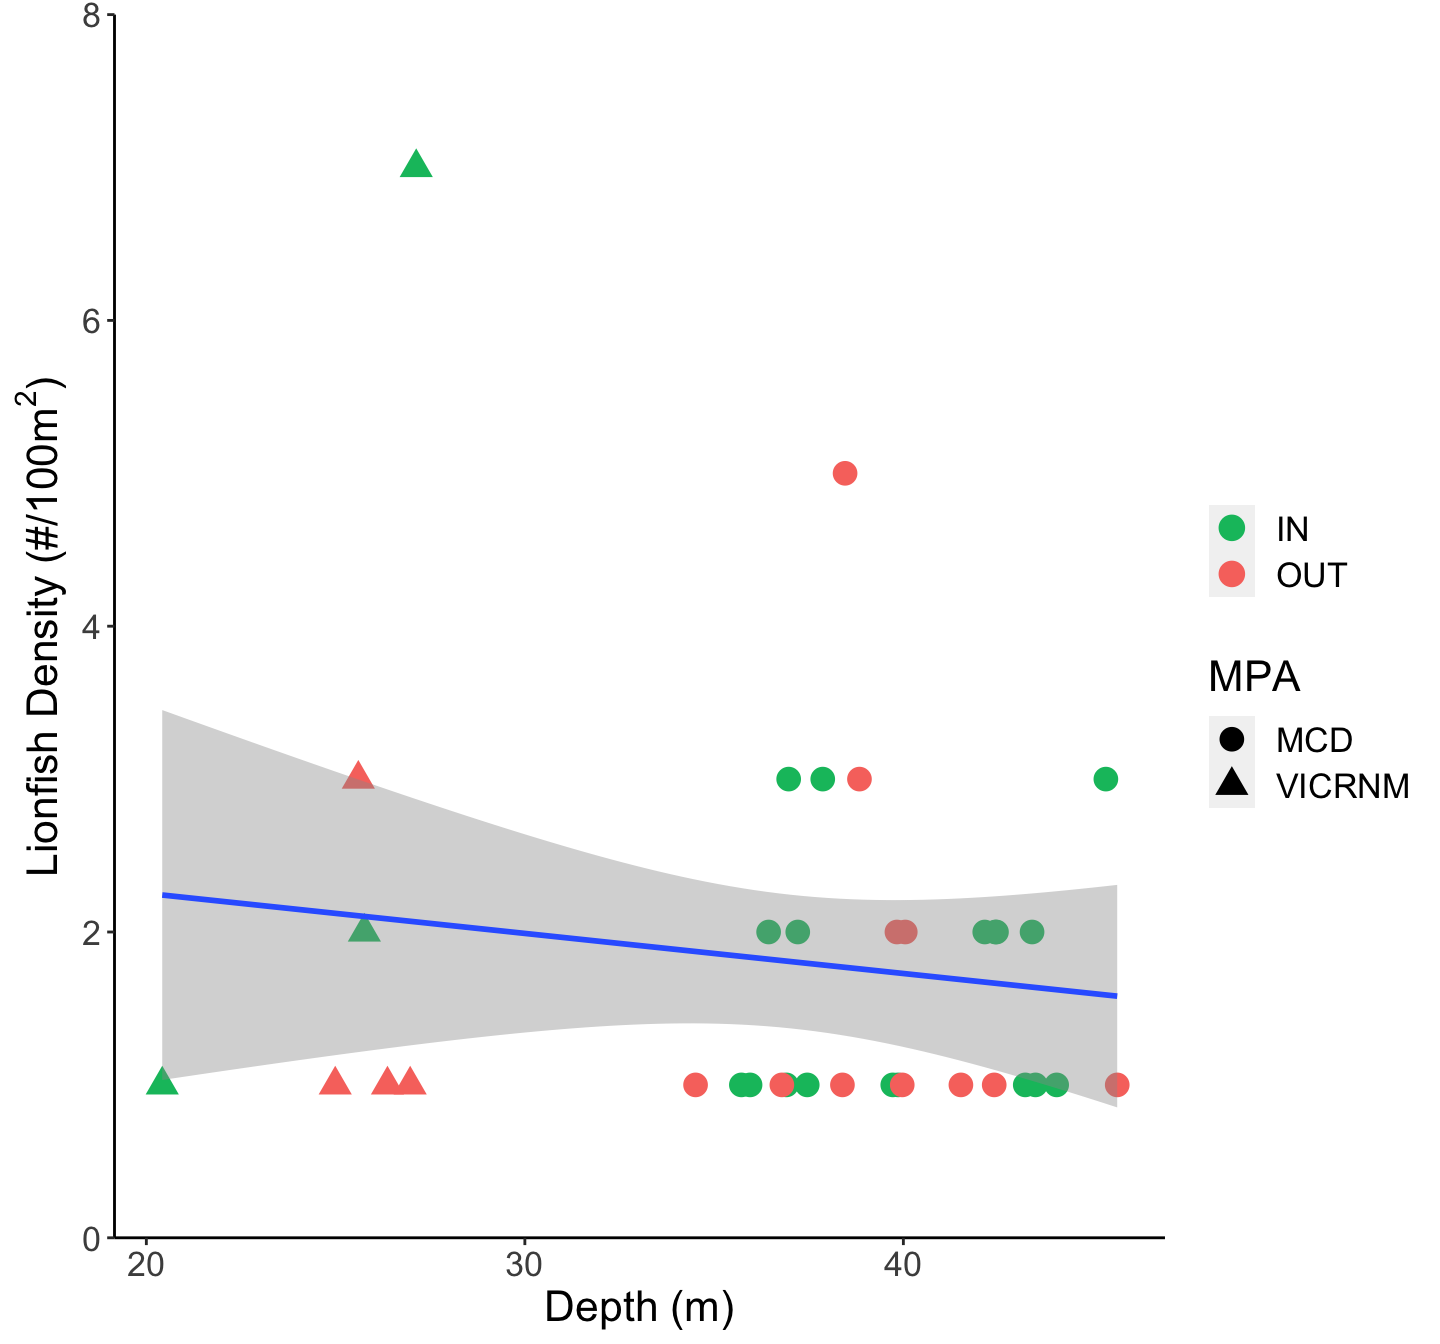 8
6
4
2
0
Lionfish Density (#/100m²)
20 30 40
Depth (m)
IN
OUT
MPA
MCD
VICRNM